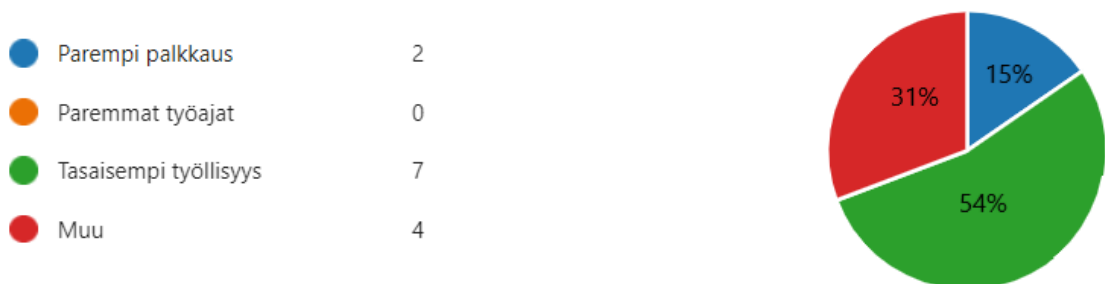 Parempi palkkaus 2
Paremmat työajat 0
Tasaisempi työllisyys 7
Muu 4
15%
31%
54%